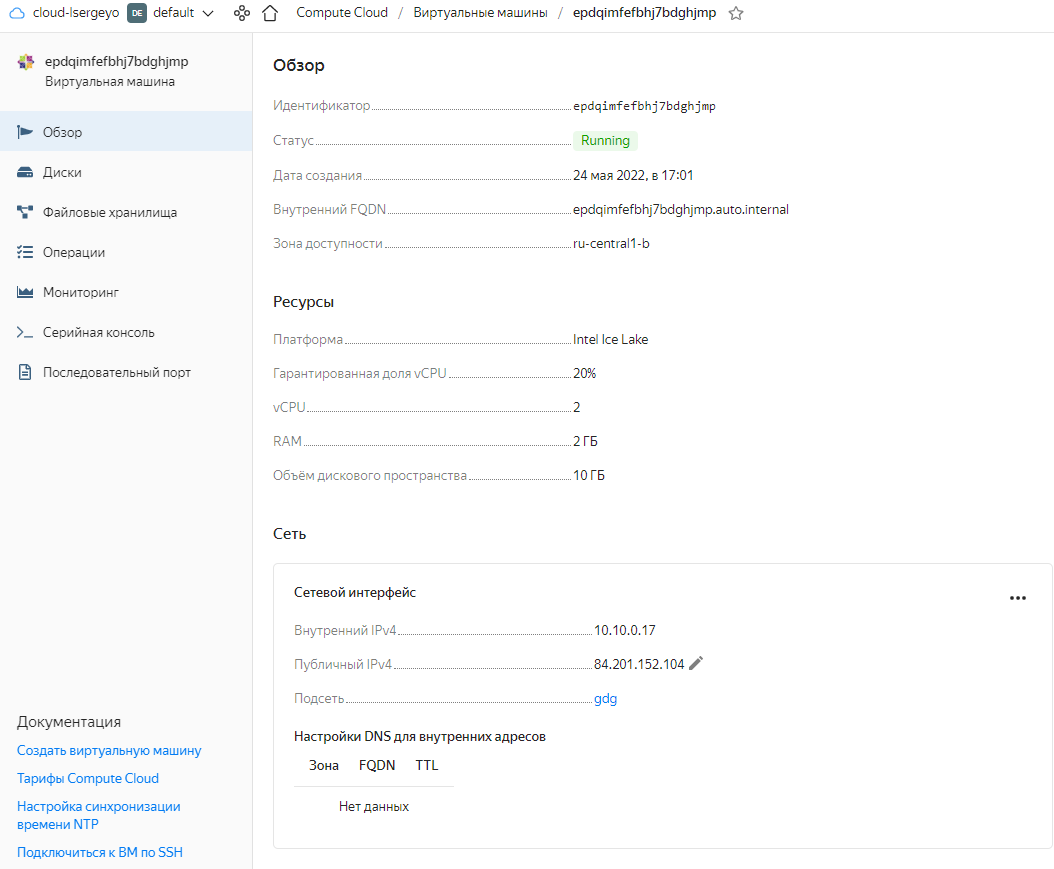 cloud-lsergeyo DE default Compute Cloud / Виртуальные машины / epdqimfefbhj7bdghjmp
epdqimfefbhj7bdghjmp
Виртуальная машина
Обзор
Диски
Файловые хранилища
Операции
Мониторинг
Серийная консоль
Последовательный порт
Документация
Создать виртуальную машину
Тарифы Compute Cloud
Настройка синхронизации
времени NTP
Подключиться к ВМ по SSH
Обзор
Идентификатор epdqimfefbhj7bdghjmp
Статус Running
Дата создания 24 мая 2022, в 17:01
Внутренний FQDN epdqimfefbhj7bdghjmp.auto.internal
Зона доступности ru-central1-b
Ресурсы
Платформа Intel Ice Lake
Гарантированная доля vCPU 20%
vCPU 2
RAM 2 ГБ
Объём дискового пространства 10 ГБ
Сеть
Сетевой интерфейс
Внутренний IPv4 10.10.0.17
Публичный IPv4 84.201.152.104
Подсеть gdg
Настройки DNS для внутренних адресов
Зона FQDN TTL
Нет данных